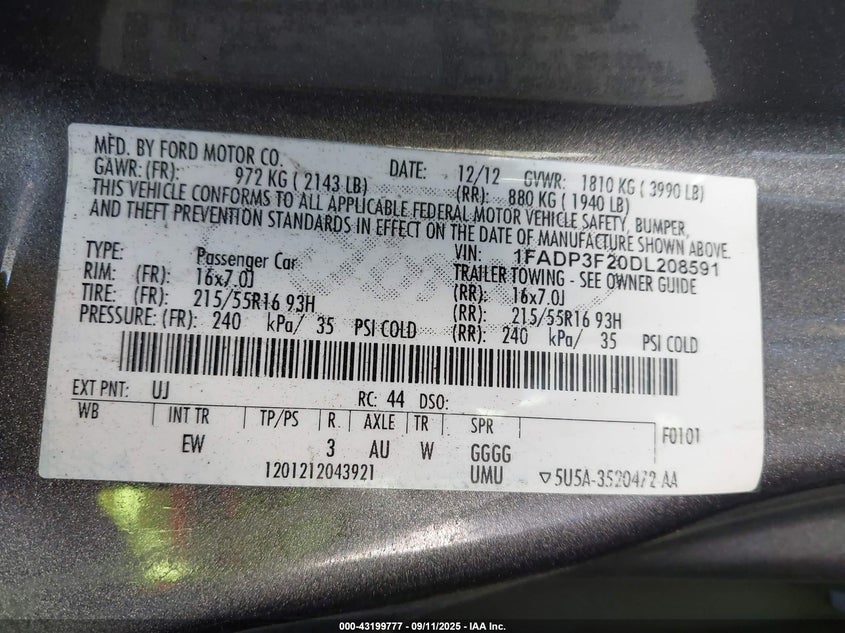 MFD. BY FORD MOTOR CO. DATE: 12/12 GVWR: 1810 KG ( 3990 LB)
GAWR: (FR): 972 KG ( 2143 LB) (RR): 880 KG ( 1940 LB)
THIS VEHICLE CONFORMS TO ALL APPLICABLE FEDERAL MOTOR VEHICLE SAFETY, BUMPER,
AND THEFT PREVENTION STANDARDS IN EFFECT ON THE DATE OF MANUFACTURE SHOWN ABOVE.
VIN: 1FADP3F20DL208591
TYPE: Passenger Car TRAILER TOWING - SEE OWNER GUIDE
RIM: (FR): 16x7.0J (RR): 16x7.0J
TIRE: (FR): 215/55R16 93H (RR): 215/55R16 93H
PRESSURE: (FR): 240 kPa/ 35 PSI COLD (RR): 240 kPa/ 35 PSI COLD
EXT PNT: UJ RC: 44 DSO:
WB INT TR TP/PS R AXLE TR SPR F0101
EW 3 AU W GGGG
1201212043921 UMU ▽5U5A-3520472-AA
000-43199777 - 09/11/2025 - IAA Inc.